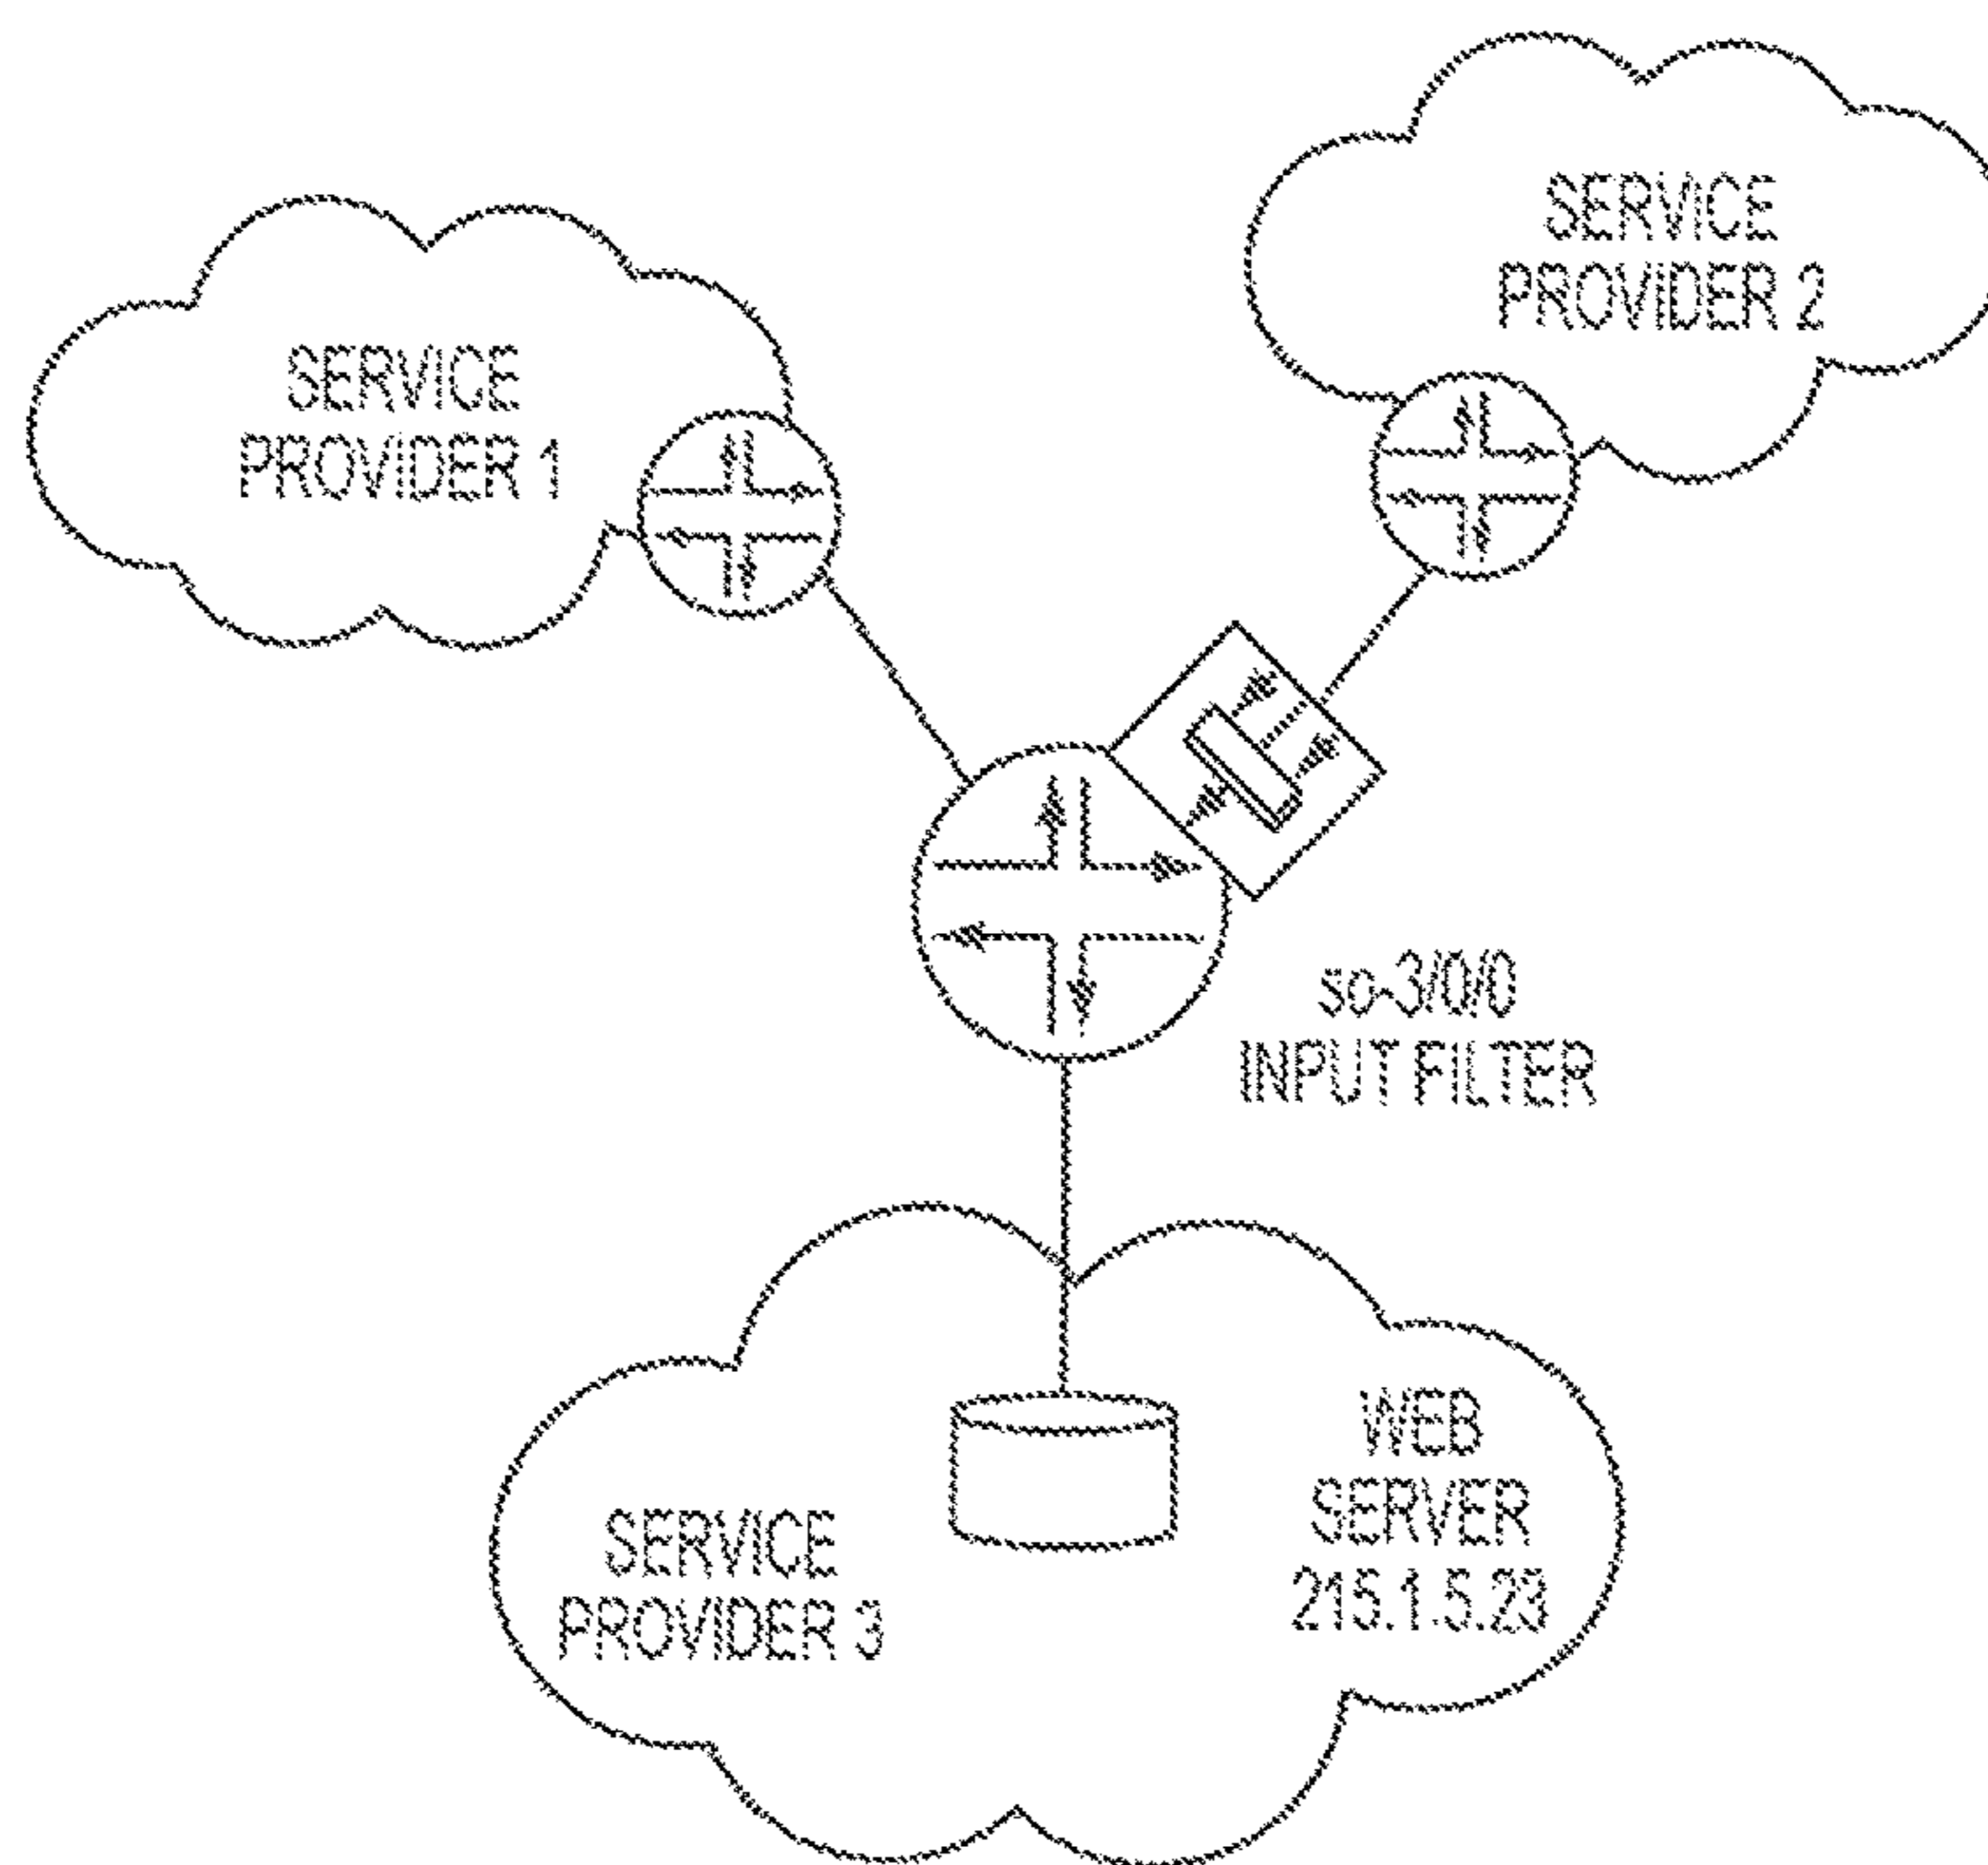 SERVICE
PROVIDER 1
SERVICE
PROVIDER 2
so-3/0/0
INPUT FILTER
SERVICE
PROVIDER 3
WEB
SERVER
215.1.5.23